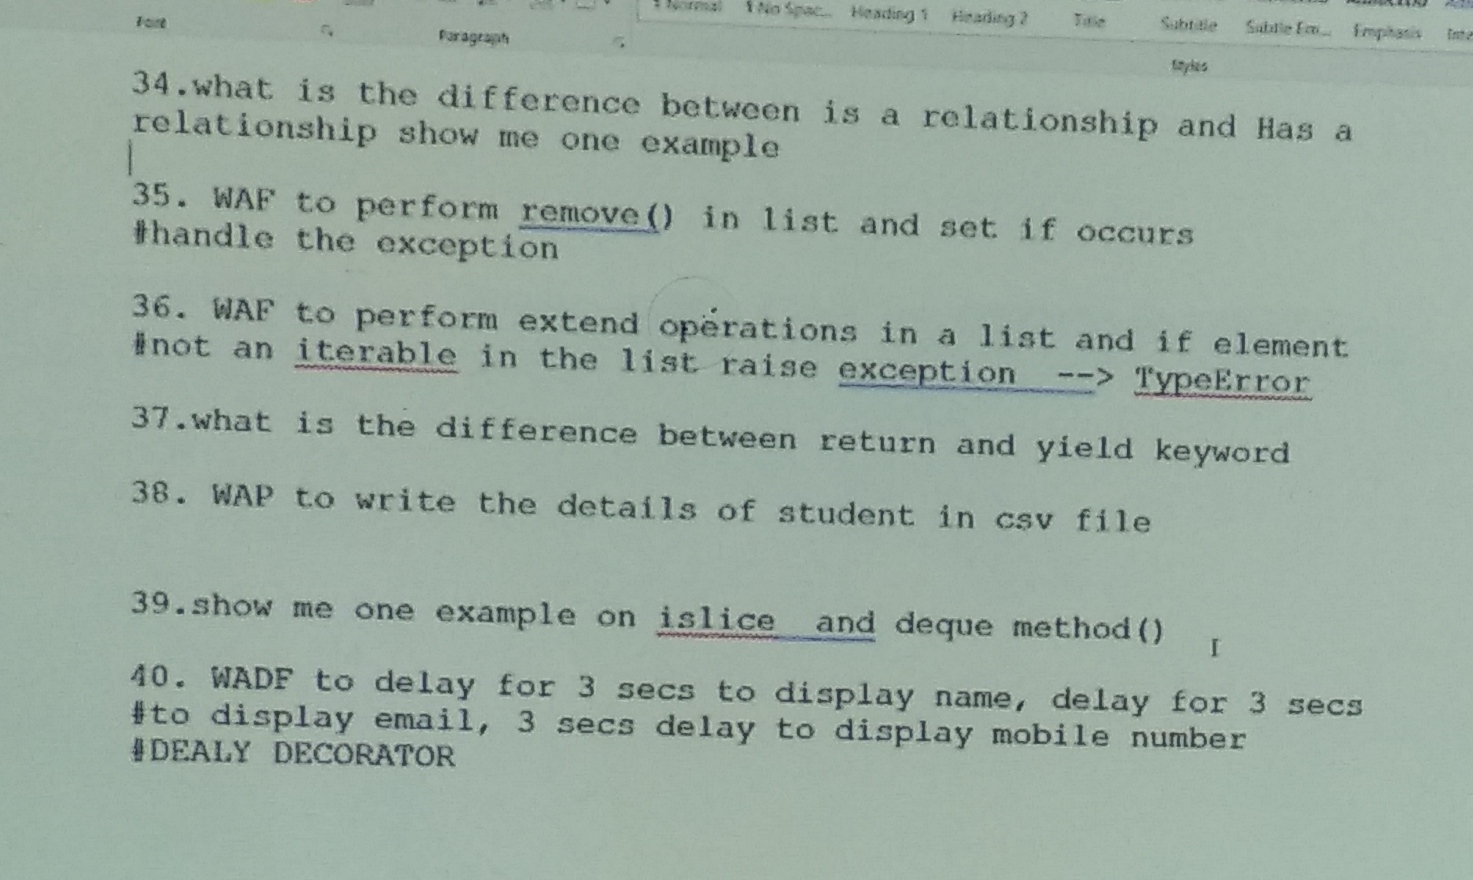 Font
Paragraph
Normal
No Spac...
Heading 1
Heading 2
Title
Subtitle
Subtle Em...
Emphasis
Styles
34.what is the difference between is a relationship and Has a
relationship show me one example
35. WAF to perform remove() in list and set if occurs
#handle the exception
36. WAF to perform extend operations in a list and if element
#not an iterable in the list raise exception --> TypeError
37.what is the difference between return and yield keyword
38. WAP to write the details of student in csv file
39.show me one example on islice and deque method()
40. WADF to delay for 3 secs to display name, delay for 3 secs
#to display email, 3 secs delay to display mobile number
#DEALY DECORATOR